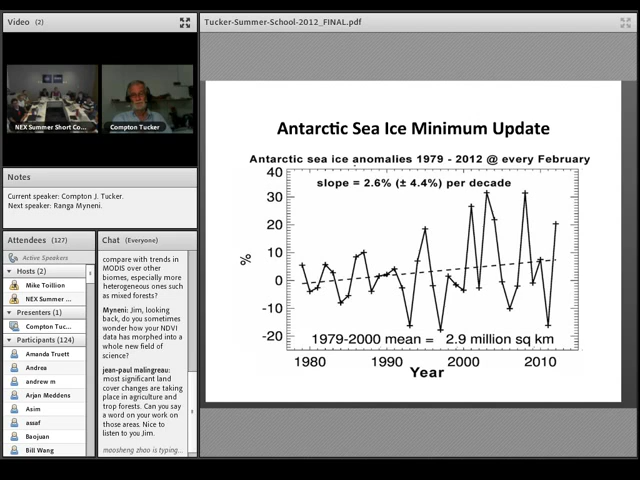 Video (2)
NEX Summer Short Co...
Compton Tucker
Notes
Current speaker: Compton J. Tucker.
Next speaker: Ranga Myneni.
Attendees (127)
Active Speakers
Hosts (2)
Mike Toillion
NEX Summer ...
Presenters (1)
Compton Tuc...
Participants (124)
Amanda Truett
Andrea
andrew m
Arjan Meddens
Asim
assaf
Baojuan
Bill Wang
Chat (Everyone)
compare with trends in
MODIS over other
biomes, especially more
heterogeneous ones such
as mixed forests?
Myneni: Jim, looking
back, do you sometimes
wonder how your NDVI
data has morphed into a
whole new field of
science?
jean-paul malingreau:
most significant land
cover changes are taking
place in agriculture and
trop forests. Can you say
a word on your work on
those areas. Nice to
listen to you Jim.
maosheng zhao is typing...
Tucker-Summer-School-2012_FINAL.pdf
Antarctic Sea Ice Minimum Update
Antarctic sea ice anomalies 1979 - 2012 @ every February
slope = 2.6% (± 4.4%) per decade
40
30
20
10
0
-10
-20
%
1979-2000 mean = 2.9 million sq km
1980
1990
2000
2010
Year